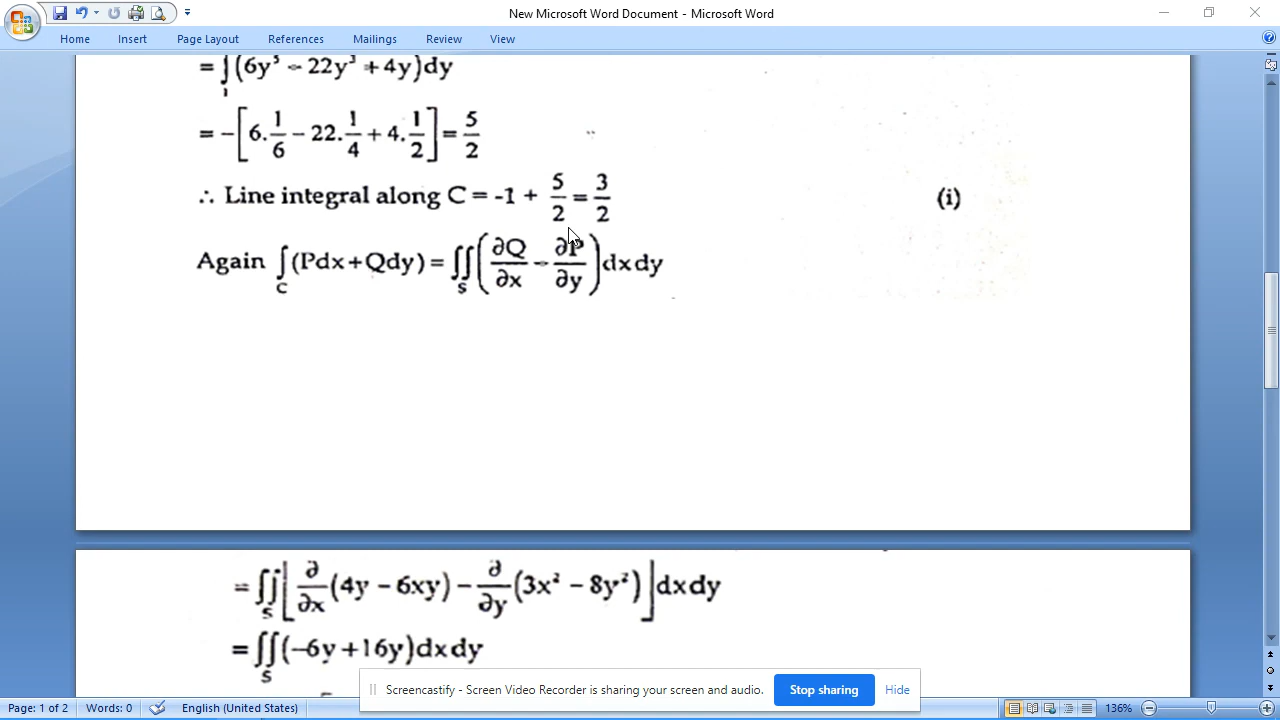 New Microsoft Word Document - Microsoft Word
Home Insert Page Layout References Mailings Review View
= ∫₁(6y⁵ - 22y³ + 4y)dy
= -[6.1/6 - 22.1/4 + 4.1/2] = 5/2
∴ Line integral along C = -1 + 5/2 = 3/2 (i)
Again ∫C(Pdx+Qdy) = ∬S(∂Q/∂x - ∂P/∂y)dxdy
= ∬S[∂/∂x(4y - 6xy) - ∂/∂y(3x² - 8y²)]dxdy
= ∬S(-6y+16y)dxdy
Screencastify - Screen Video Recorder is sharing your screen and audio. Stop sharing Hide
Page: 1 of 2 Words: 0 English (United States) 136%